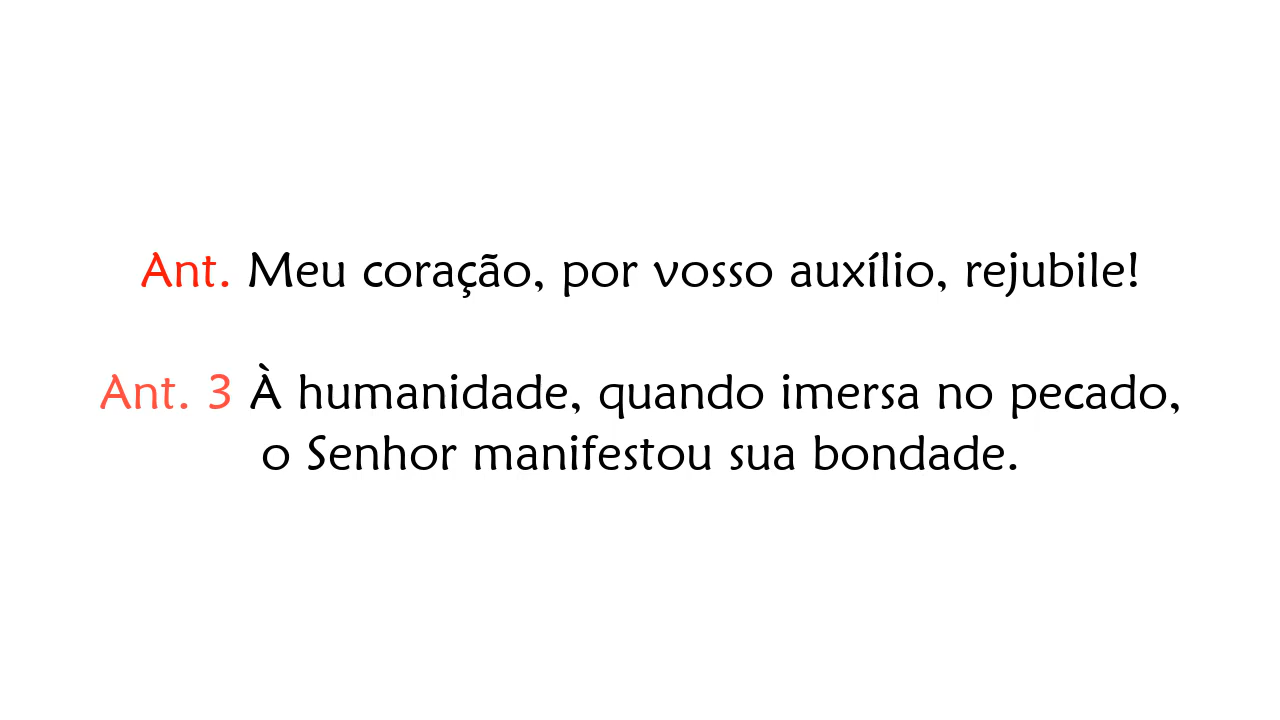 Ant. Meu coração, por vosso auxílio, rejubile!
Ant. 3 À humanidade, quando imersa no pecado,
o Senhor manifestou sua bondade.